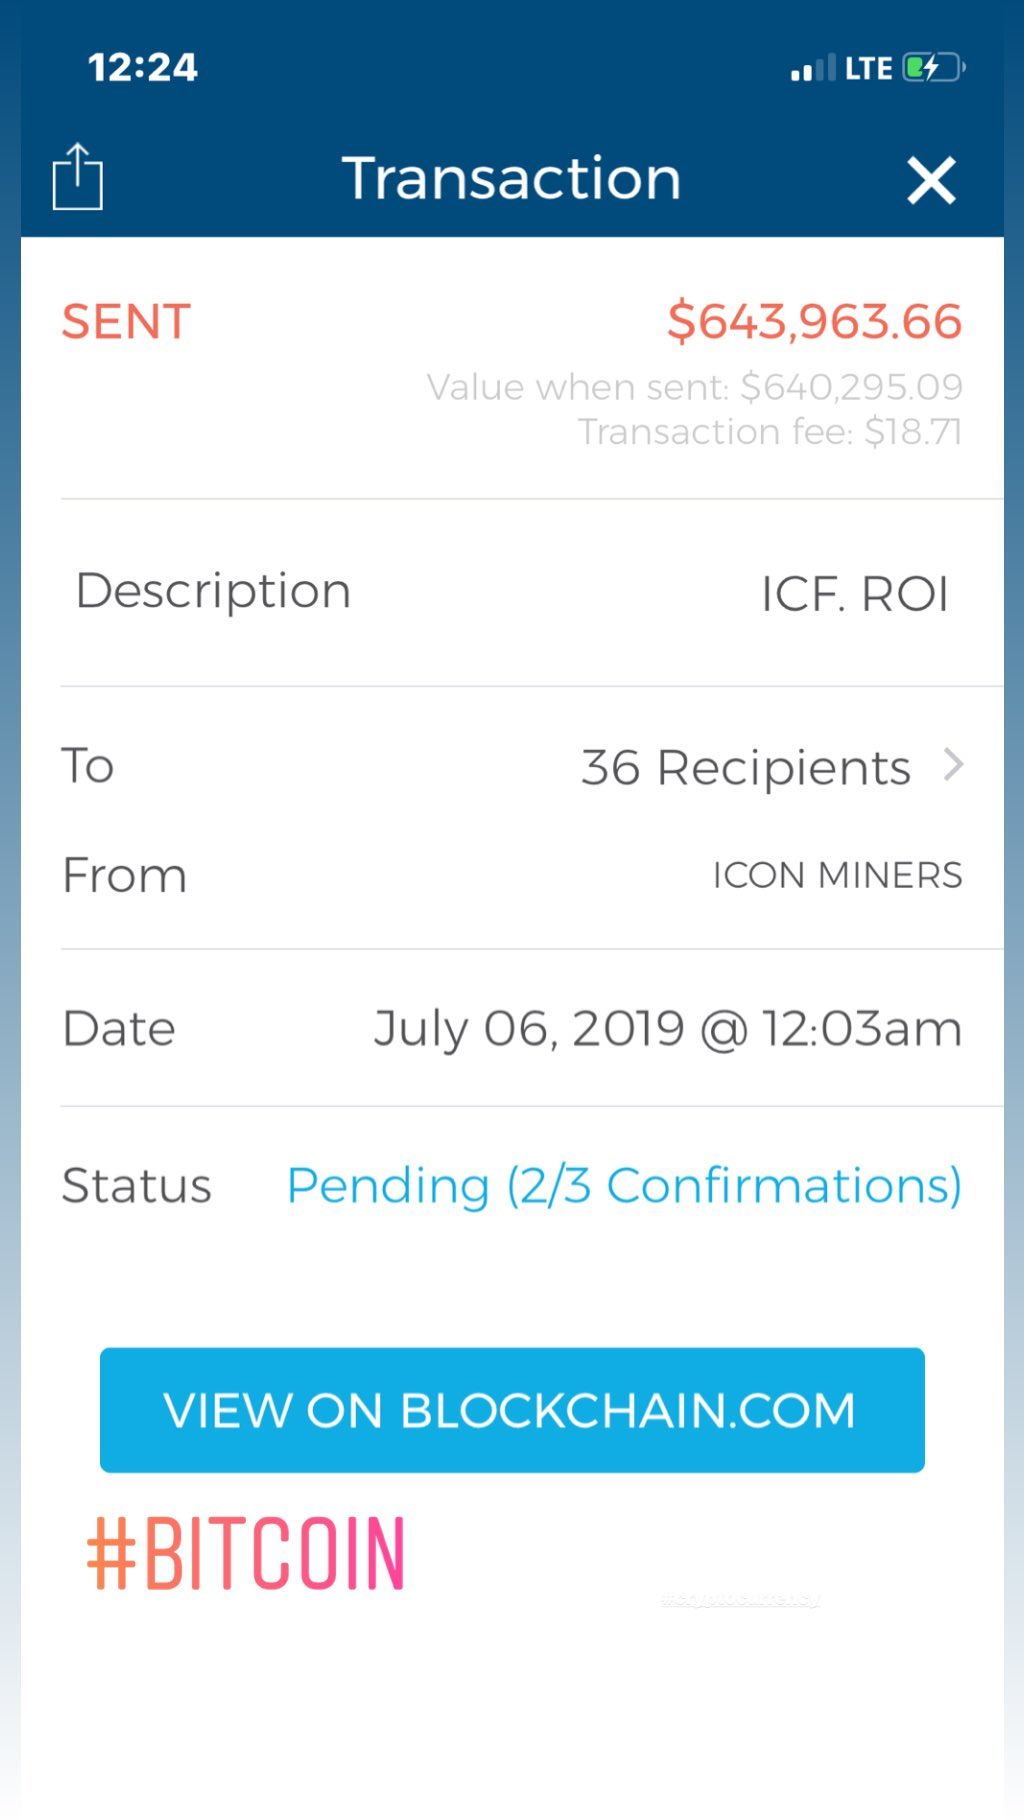 12:24
LTE
Transaction
SENT
$643,963.66
Value when sent: $640,295.09
Transaction fee: $18.71
Description
ICF. ROI
To
36 Recipients
From
ICON MINERS
Date
July 06, 2019 @ 12:03am
Status
Pending (2/3 Confirmations)
VIEW ON BLOCKCHAIN.COM
#BITCOIN
#cryptocurrency